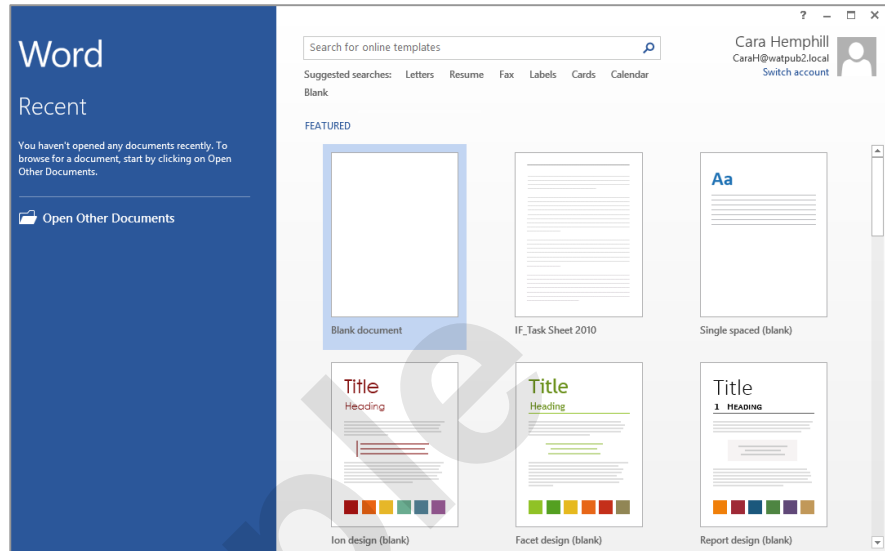 ?
Word
Search for online templates
Cara Hemphill
CaraH@watpub2.local
Switch account
Suggested searches: Letters Resume Fax Labels Cards Calendar
Blank
Recent
You haven't opened any documents recently. To
browse for a document, start by clicking on Open
Other Documents.
Open Other Documents
FEATURED
Aa
Blank document
IF_Task Sheet 2010
Single spaced (blank)
Title
Heading
Title
Heading
Title
1 HEADING
Ion design (blank)
Facet design (blank)
Report design (blank)
ple